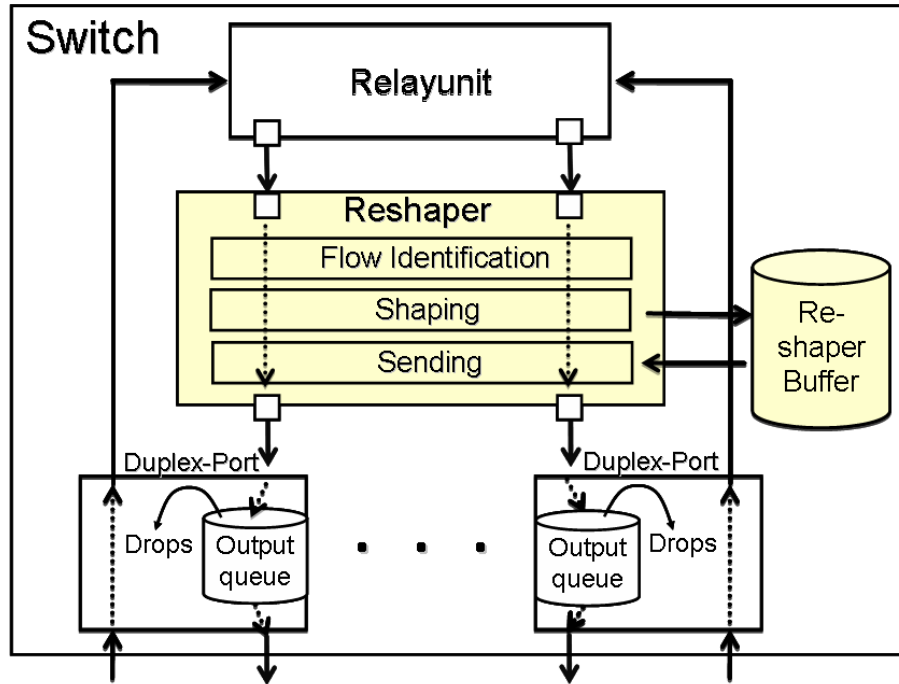 Switch
Relayunit
Reshaper
Flow Identification
Shaping
Sending
Re-
shaper
Buffer
Duplex-Port
Duplex-Port
Drops
Output
queue
. . .
Output
queue
Drops